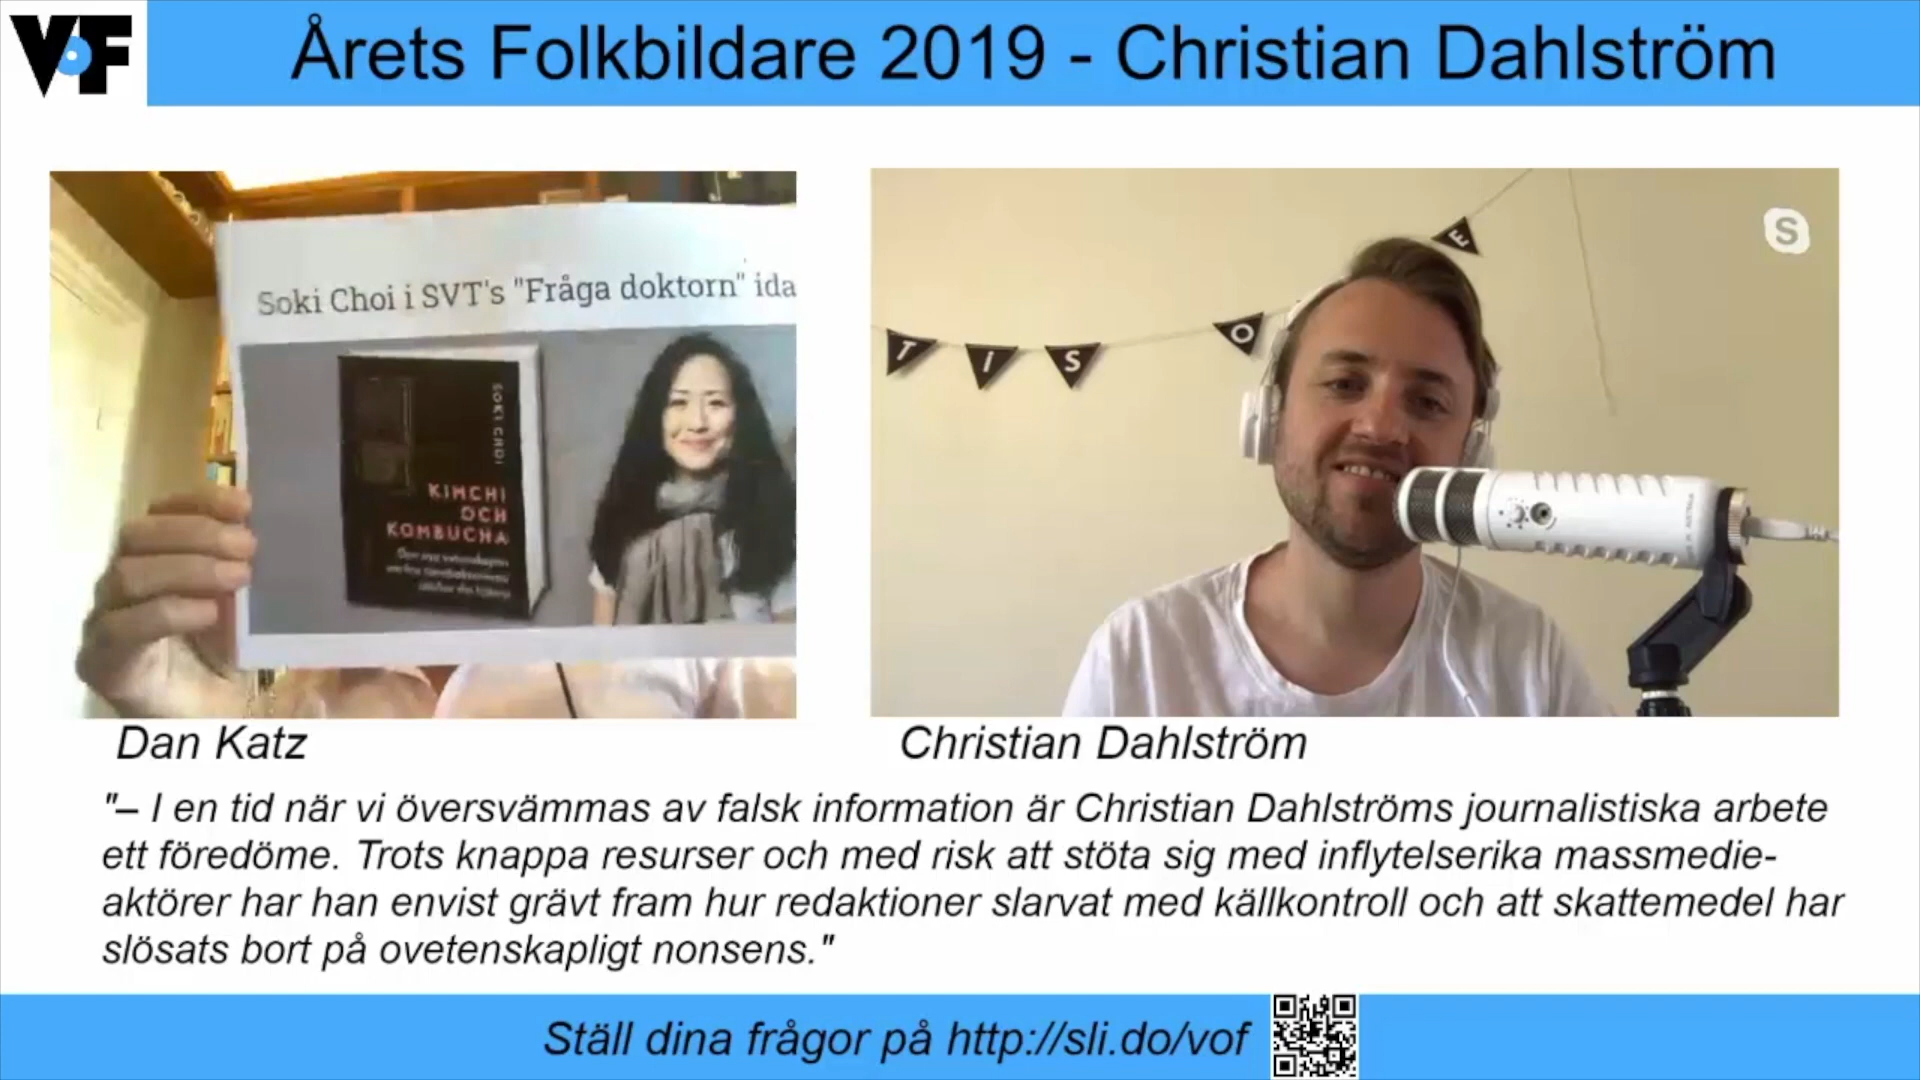 VoF
Årets Folkbildare 2019 - Christian Dahlström
Soki Choi i SVT's "Fråga doktorn" ida
SOKI CHOI
KIMCHI
OCH
KOMBUCHA
T I S O E
S
Dan Katz
Christian Dahlström
"– I en tid när vi översvämmas av falsk information är Christian Dahlströms journalistiska arbete
ett föredöme. Trots knappa resurser och med risk att stöta sig med inflytelserika massmedie-
aktörer har han envist grävt fram hur redaktioner slarvat med källkontroll och att skattemedel har
slösats bort på ovetenskapligt nonsens."
Ställ dina frågor på http://sli.do/vof